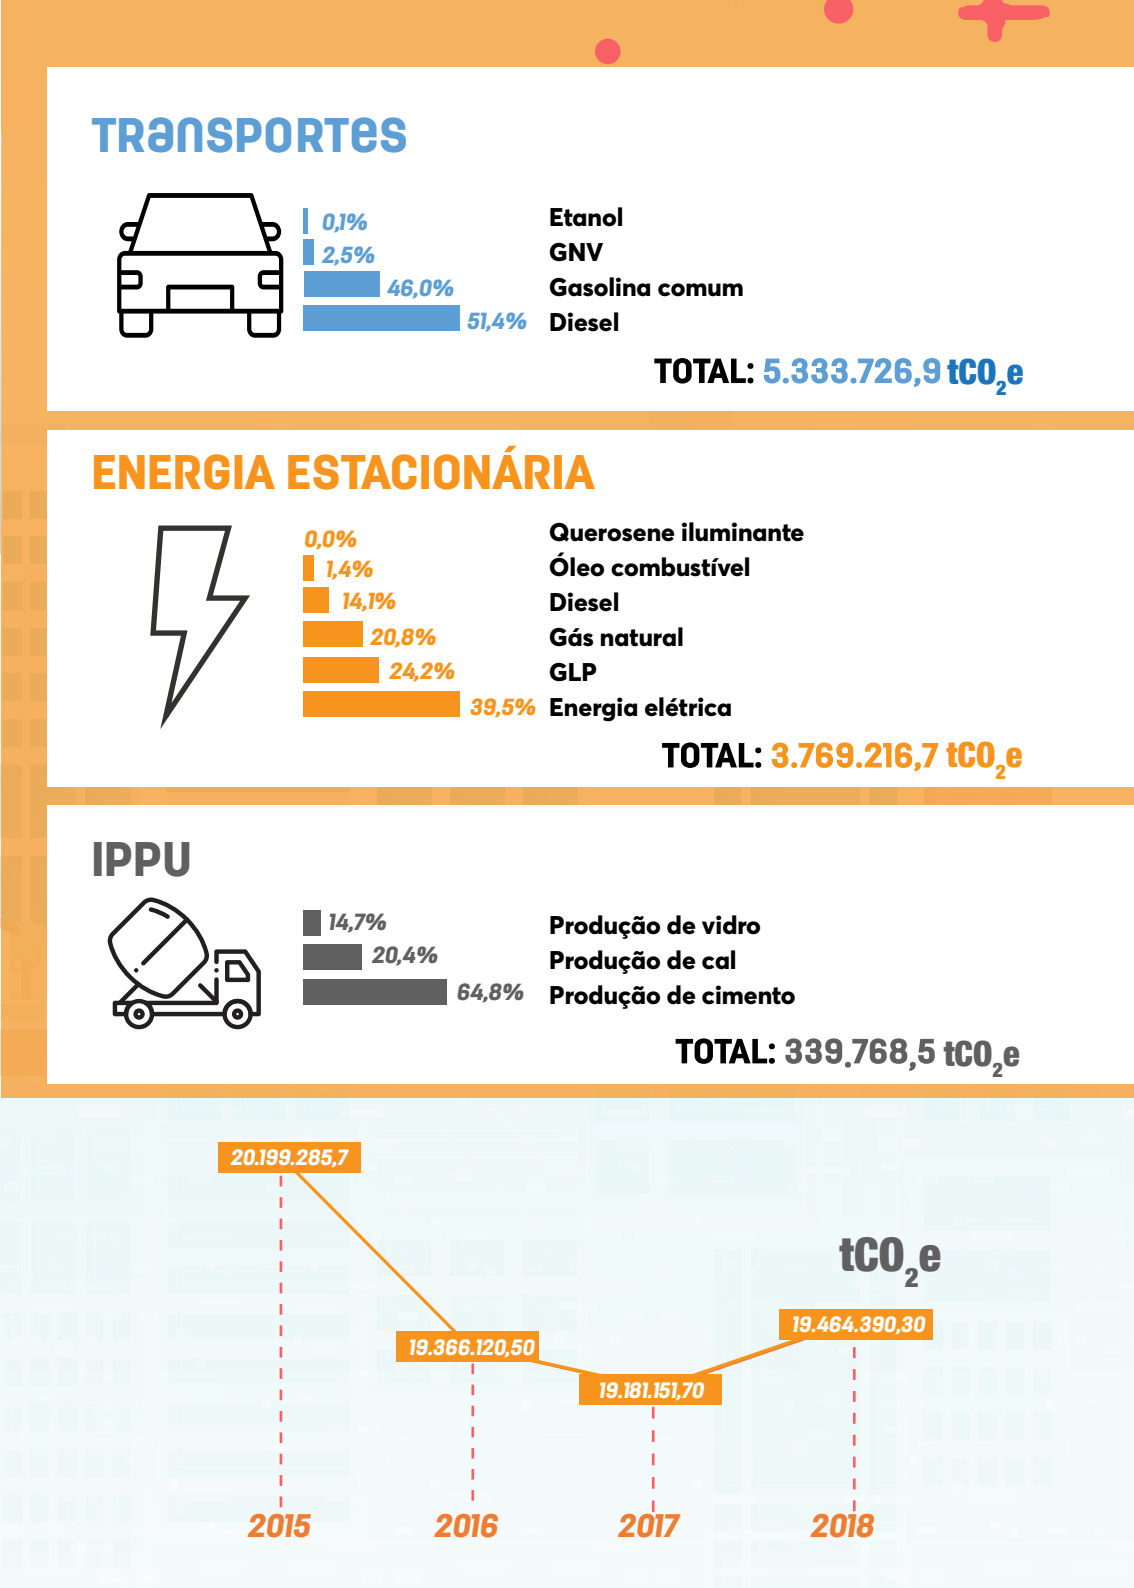 TRANSPORTES
0,1% Etanol
2,5% GNV
46,0% Gasolina comum
51,4% Diesel
TOTAL: 5.333.726,9 tCO2e
ENERGIA ESTACIONÁRIA
0,0% Querosene iluminante
1,4% Óleo combustível
14,1% Diesel
20,8% Gás natural
24,2% GLP
39,5% Energia elétrica
TOTAL: 3.769.216,7 tCO2e
IPPU
14,7% Produção de vidro
20,4% Produção de cal
64,8% Produção de cimento
TOTAL: 339.768,5 tCO2e
20.199.285,7
tCO2e
19.464.390,30
19.366.120,50
19.181.151,70
2015 2016 2017 2018